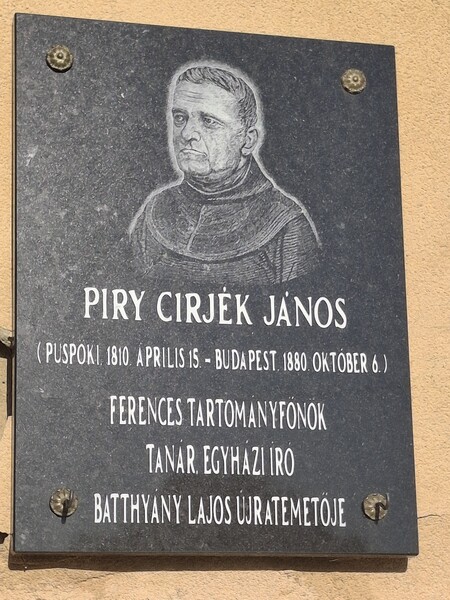 PIRY CIRJÉK JÁNOS
( PÜSPÖKI, 1810. ÁPRILIS 15. - BUDAPEST, 1880. OKTÓBER 6. )
FERENCES TARTOMÁNYFŐNÖK
TANÁR, EGYHÁZI ÍRÓ
BATTHYÁNY LAJOS ÚJRATEMETŐJE